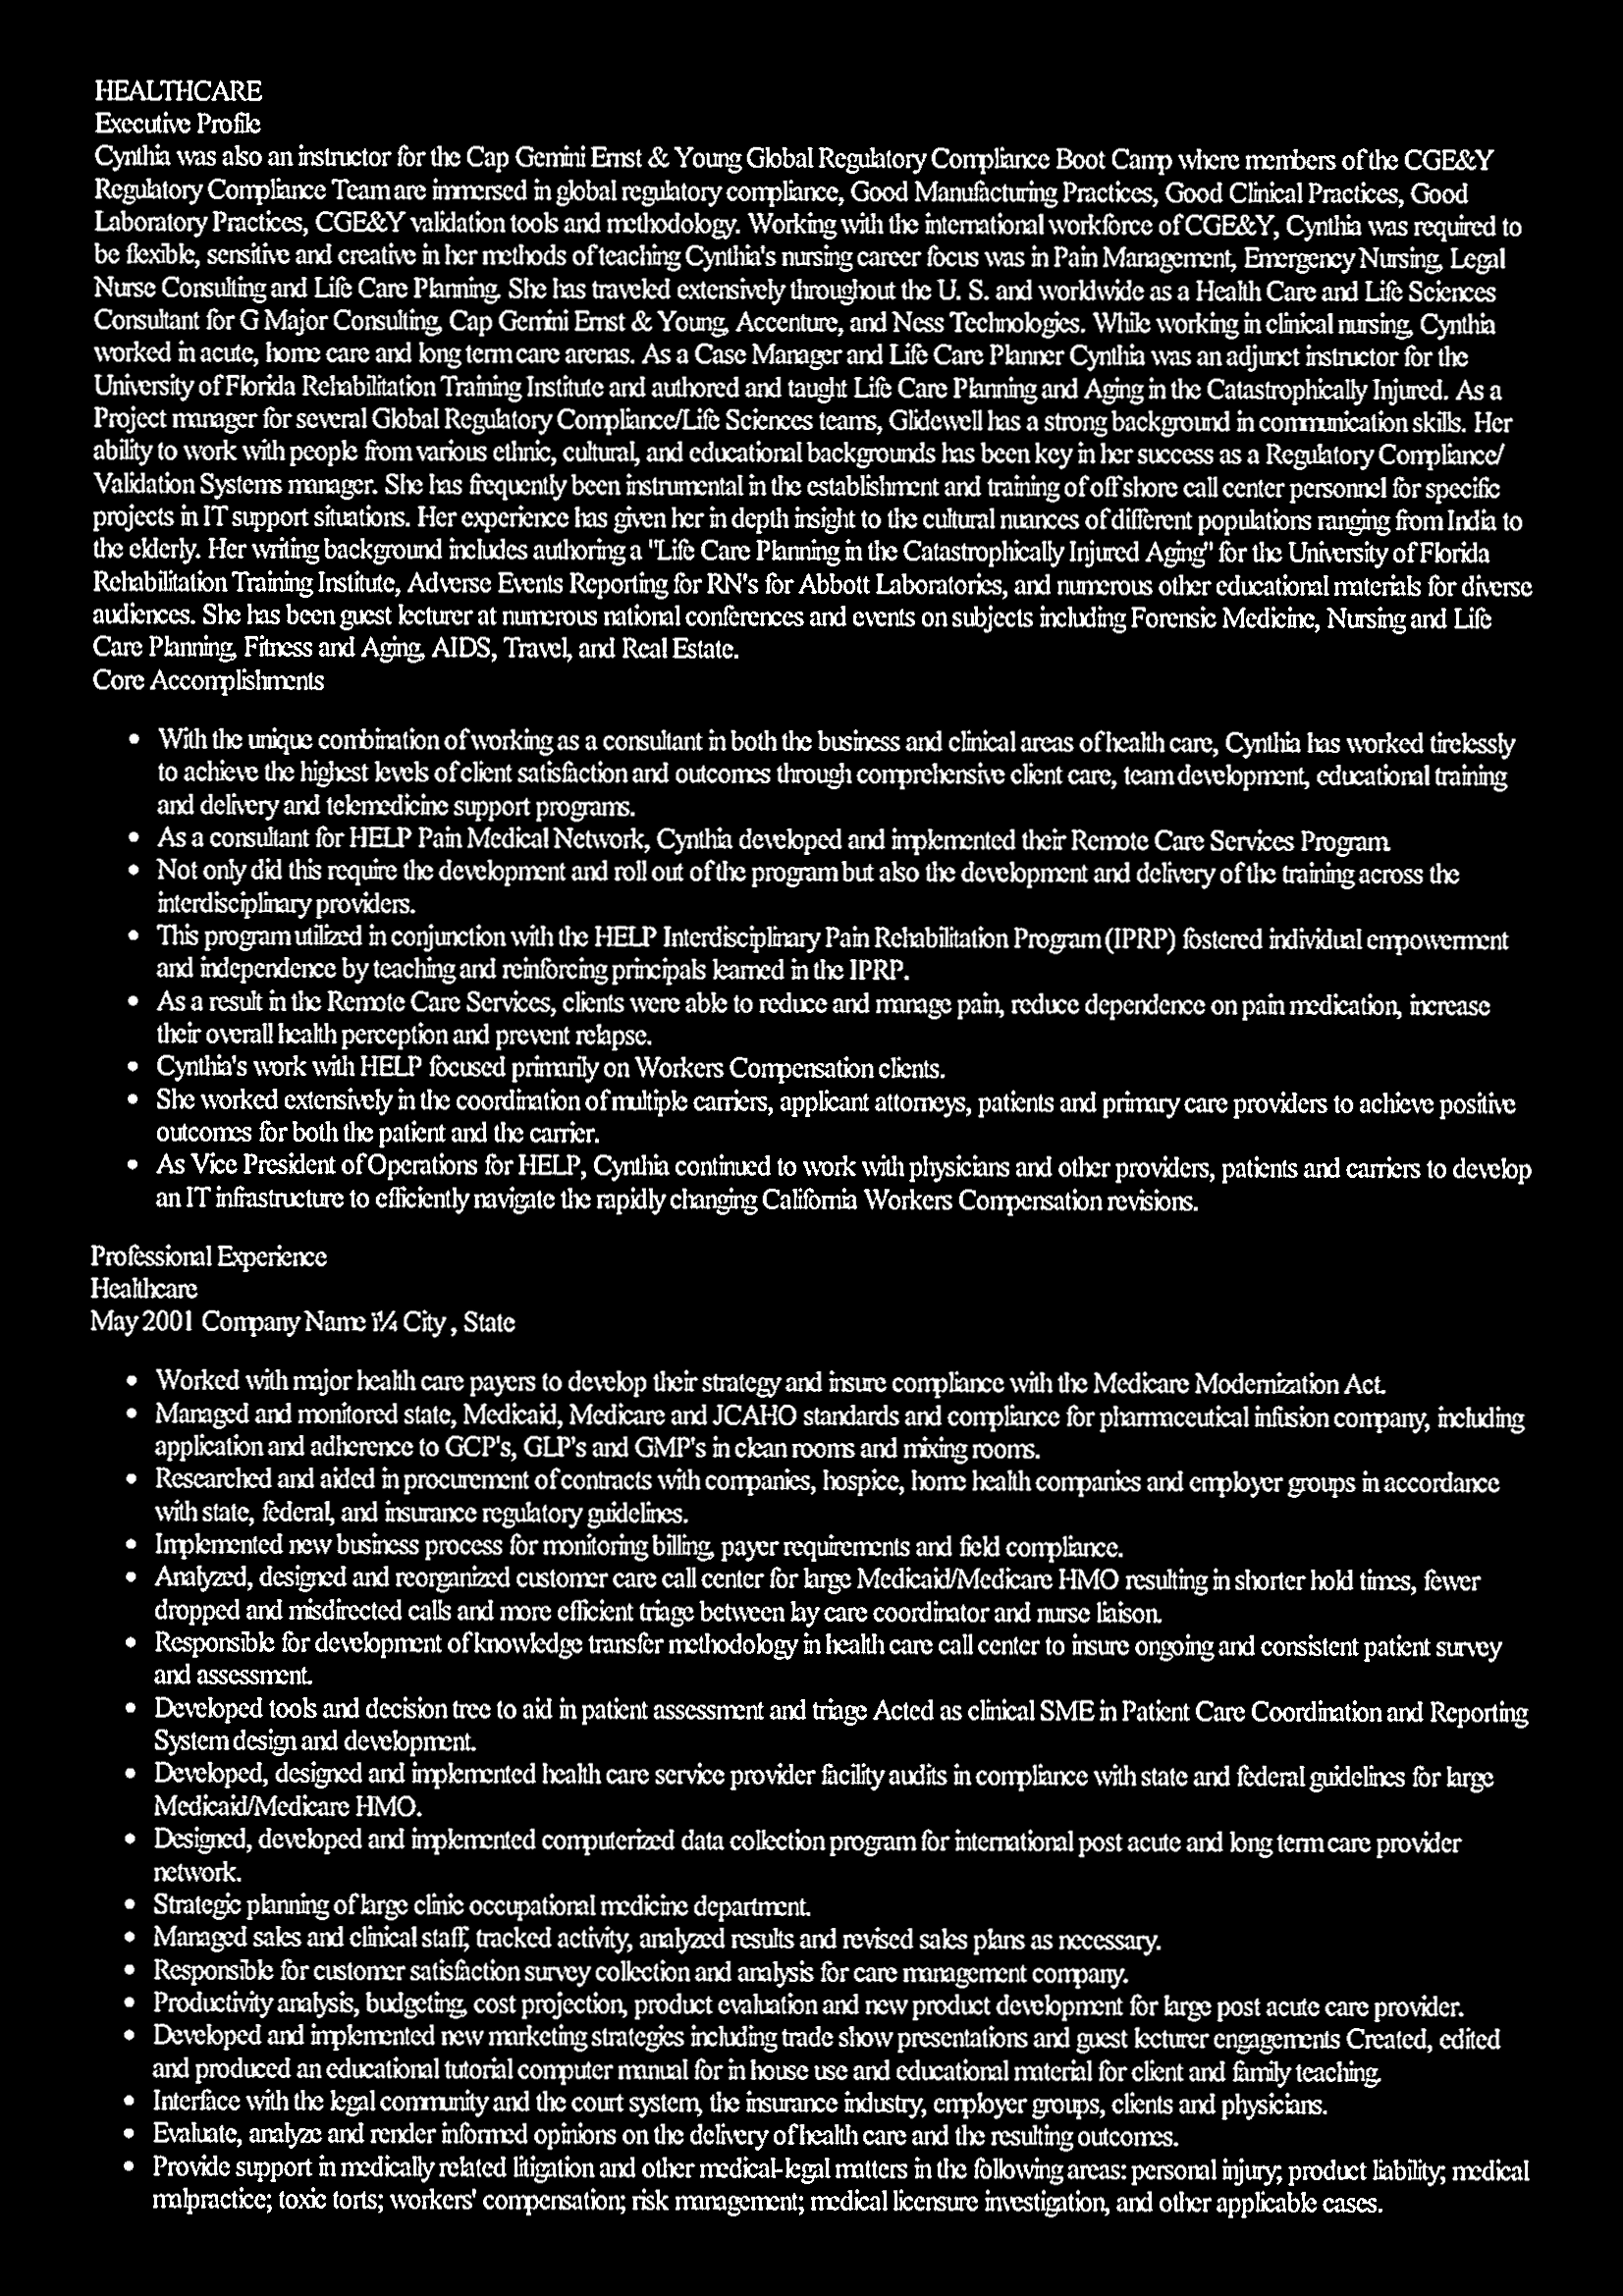 HEALTHCARE
Executive Profile
Cynthia was also an instructor for the Cap Gemini Ernst & Young Global Regulatory Compliance Boot Camp where members of the CGE&Y
Regulatory Compliance Team are immersed in global regulatory compliance, Good Manufacturing Practices, Good Clinical Practices, Good
Laboratory Practices, CGE&Y validation tools and methodology. Working with the international workforce of CGE&Y, Cynthia was required to
be flexible, sensitive and creative in her methods of teaching Cynthia's nursing career focus was in Pain Management, Emergency Nursing, Legal
Nurse Consulting and Life Care Planning. She has traveled extensively throughout the U. S. and worldwide as a Health Care and Life Sciences
Consultant for G Major Consulting, Cap Gemini Ernst & Young, Accenture, and Ness Technologies. While working in clinical nursing, Cynthia
worked in acute, home care and long term care arenas. As a Case Manager and Life Care Planner Cynthia was an adjunct instructor for the
University of Florida Rehabilitation Training Institute and authored and taught Life Care Planning and Aging in the Catastrophically Injured. As a
Project manager for several Global Regulatory Compliance/Life Sciences teams, Glidewell has a strong background in communication skills. Her
ability to work with people from various ethnic, cultural, and educational backgrounds has been key in her success as a Regulatory Compliance/
Validation Systems manager. She has frequently been instrumental in the establishment and training of off shore call center personnel for specific
projects in IT support situations. Her experience has given her in depth insight to the cultural nuances of different populations ranging from India to
the elderly. Her writing background includes authoring a "Life Care Planning in the Catastrophically Injured Aging" for the University of Florida
Rehabilitation Training Institute, Adverse Events Reporting for RN's for Abbott Laboratories, and numerous other educational materials for diverse
audiences. She has been guest lecturer at numerous national conferences and events on subjects including Forensic Medicine, Nursing and Life
Care Planning, Fitness and Aging, AIDS, Travel, and Real Estate.
Core Accomplishments
• With the unique combination of working as a consultant in both the business and clinical areas of health care, Cynthia has worked tirelessly
to achieve the highest levels of client satisfaction and outcomes through comprehensive client care, team development, educational training
and delivery and telemedicine support programs.
• As a consultant for HELP Pain Medical Network, Cynthia developed and implemented their Remote Care Services Program.
• Not only did this require the development and roll out of the program but also the development and delivery of the training across the
interdisciplinary providers.
• This program utilized in conjunction with the HELP Interdisciplinary Pain Rehabilitation Program (IPRP) fostered individual empowerment
and independence by teaching and reinforcing principals learned in the IPRP.
• As a result in the Remote Care Services, clients were able to reduce and manage pain, reduce dependence on pain medication, increase
their overall health perception and prevent relapse.
• Cynthia's work with HELP focused primarily on Workers Compensation clients.
• She worked extensively in the coordination of multiple carriers, applicant attorneys, patients and primary care providers to achieve positive
outcomes for both the patient and the carrier.
• As Vice President of Operations for HELP, Cynthia continued to work with physicians and other providers, patients and carriers to develop
an IT infrastructure to efficiently navigate the rapidly changing California Workers Compensation revisions.
Professional Experience
Healthcare
May 2001 Company Name ï¼ City , State
• Worked with major health care payers to develop their strategy and insure compliance with the Medicare Modernization Act.
• Managed and monitored state, Medicaid, Medicare and JCAHO standards and compliance for pharmaceutical infusion company, including
application and adherence to GCP's, GLP's and GMP's in clean rooms and mixing rooms.
• Researched and aided in procurement of contracts with companies, hospice, home health companies and employer groups in accordance
with state, federal, and insurance regulatory guidelines.
• Implemented new business process for monitoring billing, payer requirements and field compliance.
• Analyzed, designed and reorganized customer care call center for large Medicaid/Medicare HMO resulting in shorter hold times, fewer
dropped and misdirected calls and more efficient triage between lay care coordinator and nurse liaison.
• Responsible for development of knowledge transfer methodology in health care call center to insure ongoing and consistent patient survey
and assessment.
• Developed tools and decision tree to aid in patient assessment and triage Acted as clinical SME in Patient Care Coordination and Reporting
System design and development.
• Developed, designed and implemented health care service provider facility audits in compliance with state and federal guidelines for large
Medicaid/Medicare HMO.
• Designed, developed and implemented computerized data collection program for international post acute and long term care provider
network.
• Strategic planning of large clinic occupational medicine department.
• Managed sales and clinical staff, tracked activity, analyzed results and revised sales plans as necessary.
• Responsible for customer satisfaction survey collection and analysis for care management company.
• Productivity analysis, budgeting, cost projection, product evaluation and new product development for large post acute care provider.
• Developed and implemented new marketing strategies including trade show presentations and guest lecturer engagements Created, edited
and produced an educational tutorial computer manual for in house use and educational material for client and family teaching.
• Interface with the legal community and the court system, the insurance industry, employer groups, clients and physicians.
• Evaluate, analyze and render informed opinions on the delivery of health care and the resulting outcomes.
• Provide support in medically related litigation and other medical-legal matters in the following areas: personal injury; product liability; medical
malpractice; toxic torts; workers' compensation; risk management; medical licensure investigation, and other applicable cases.